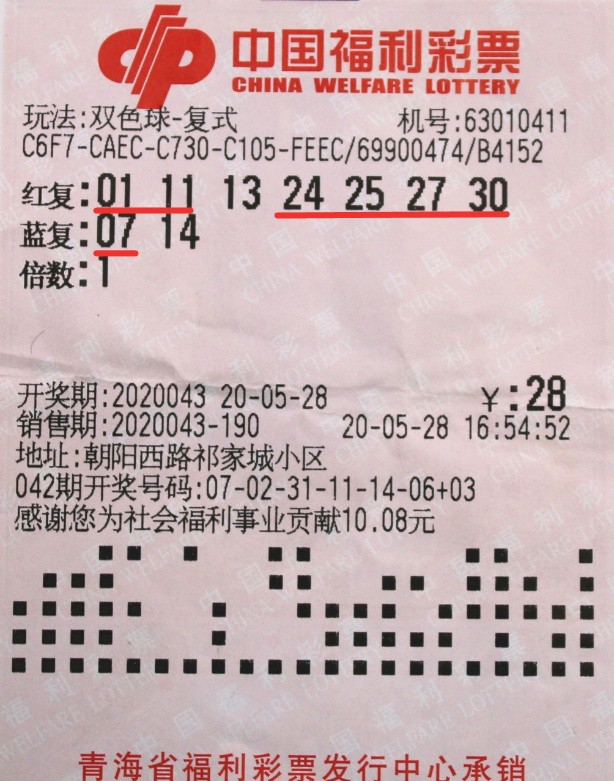 中国福利彩票
CHINA WELFARE LOTTERY
玩法:双色球-复式 机号:63010411
C6F7-CAEC-C730-C105-FEEC/69900474/B4152
红复:01 11 13 24 25 27 30
蓝复:07 14
倍数:1
开奖期:2020043 20-05-28 ¥:28
销售期:2020043-190 20-05-28 16:54:52
地址:朝阳西路祁家城小区
042期开奖号码:07-02-31-11-14-06+03
感谢您为社会福利事业贡献10.08元
青海省福利彩票发行中心承销